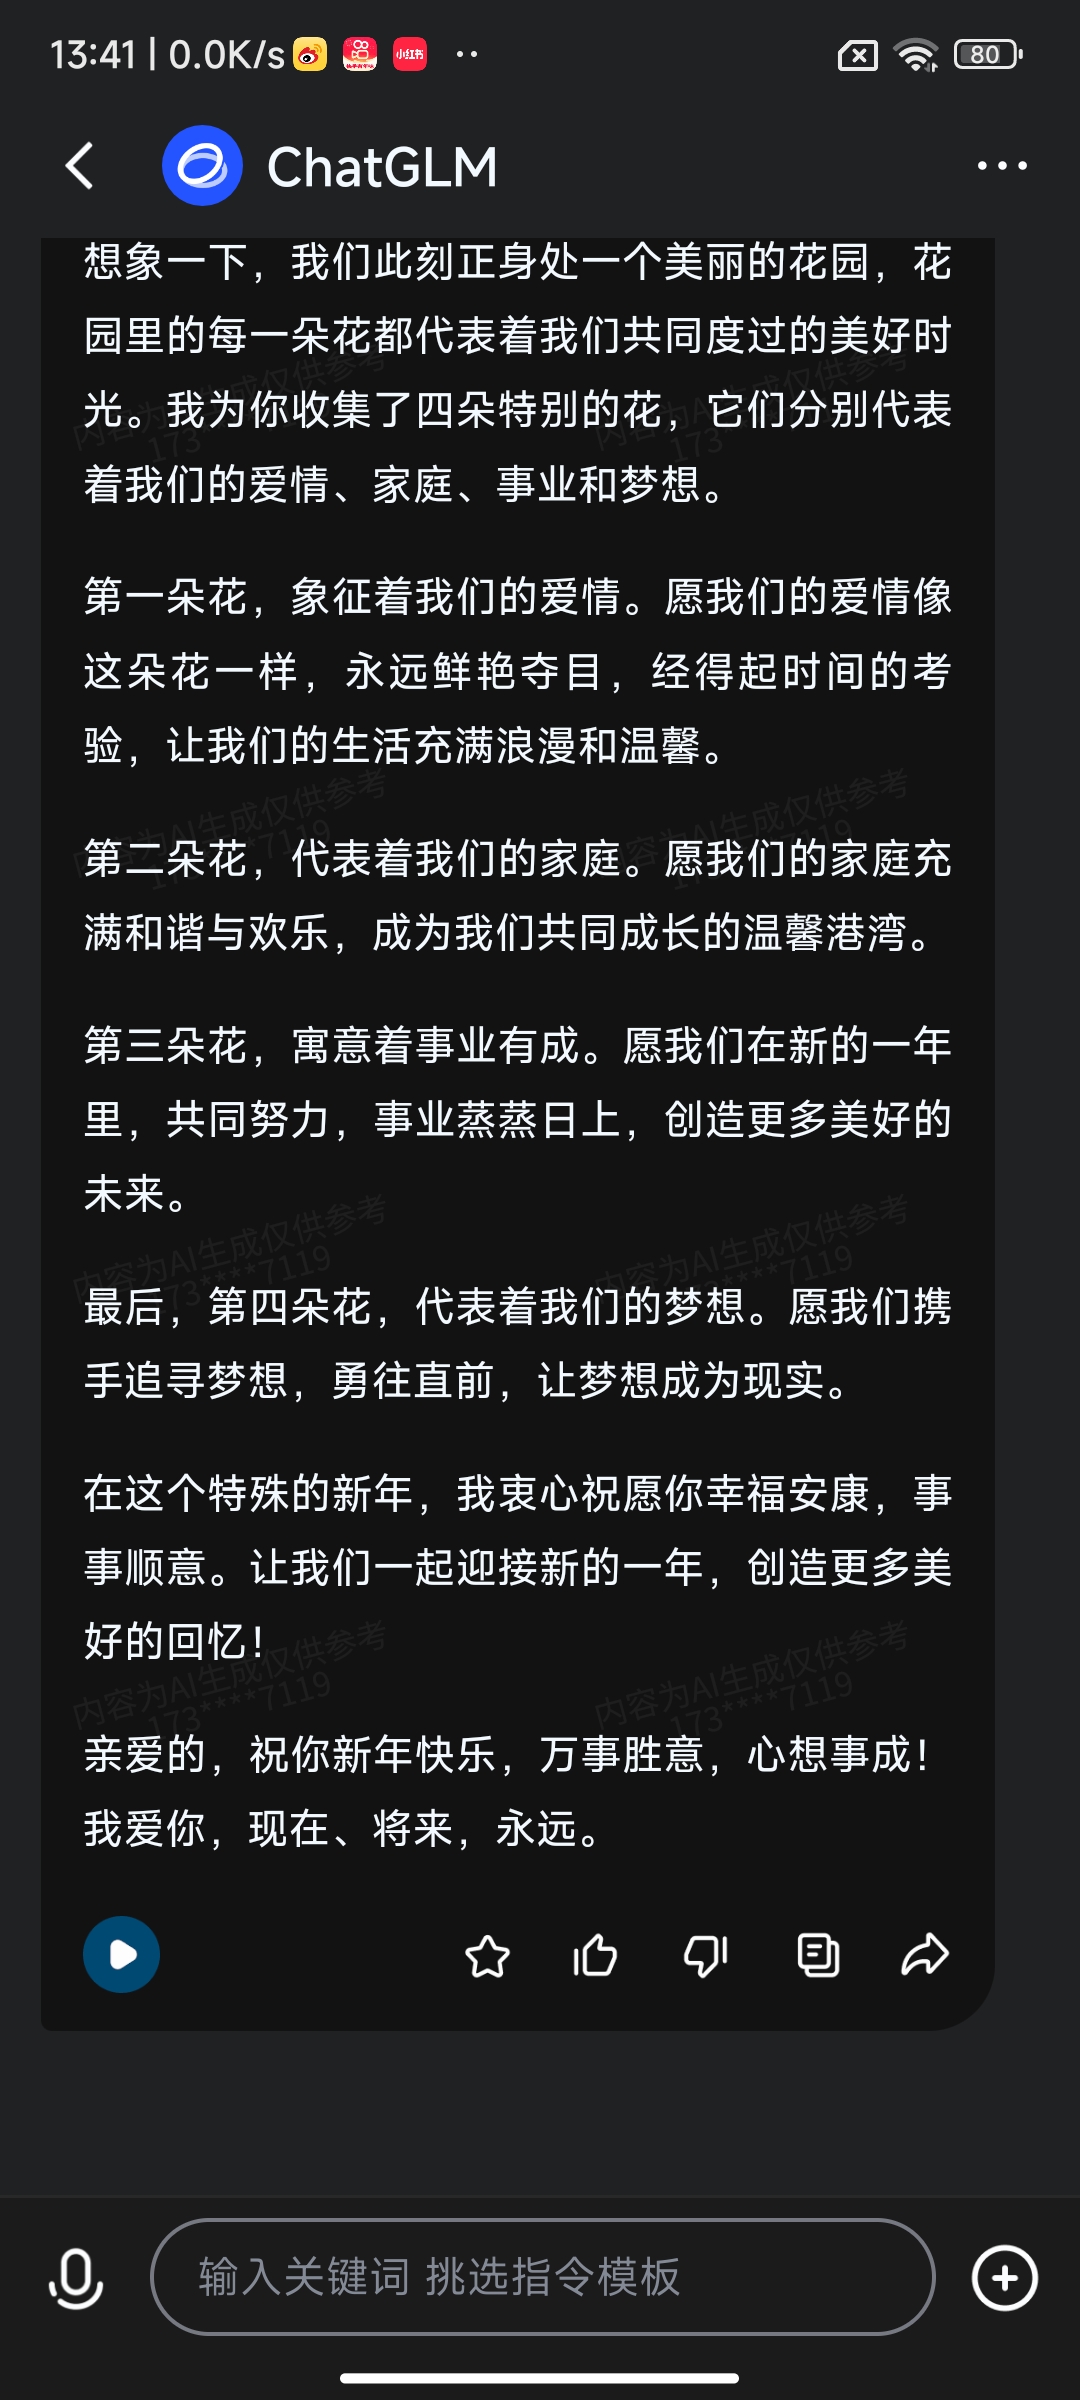 13:41 | 0.0K/s
小红书
80
ChatGLM
想象一下，我们此刻正身处一个美丽的花园，花
园里的每一朵花都代表着我们共同度过的美好时
光。我为你收集了四朵特别的花，它们分别代表
着我们的爱情、家庭、事业和梦想。
第一朵花，象征着我们的爱情。愿我们的爱情像
这朵花一样，永远鲜艳夺目，经得起时间的考
验，让我们的生活充满浪漫和温馨。
第二朵花，代表着我们的家庭。愿我们的家庭充
满和谐与欢乐，成为我们共同成长的温馨港湾。
第三朵花，寓意着事业有成。愿我们在新的一年
里，共同努力，事业蒸蒸日上，创造更多美好的
未来。
最后，第四朵花，代表着我们的梦想。愿我们携
手追寻梦想，勇往直前，让梦想成为现实。
在这个特殊的新年，我衷心祝愿你幸福安康，事
事顺意。让我们一起迎接新的一年，创造更多美
好的回忆！
内容为AI生成仅供参考
173****7119
内容为AI生成仅供参考
173****7119
亲爱的，祝你新年快乐，万事胜意，心想事成！
我爱你，现在、将来，永远。
输入关键词 挑选指令模板